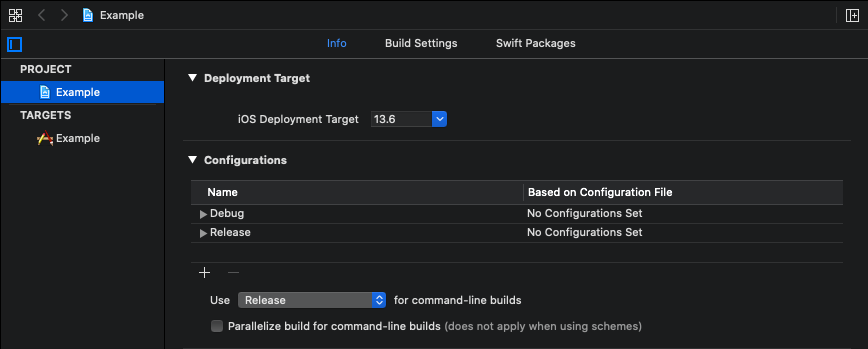 Example
Info Build Settings Swift Packages
PROJECT
Example
TARGETS
Example
Deployment Target
iOS Deployment Target 13.6
Configurations
Name Based on Configuration File
Debug No Configurations Set
Release No Configurations Set
Use Release for command-line builds
Parallelize build for command-line builds (does not apply when using schemes)